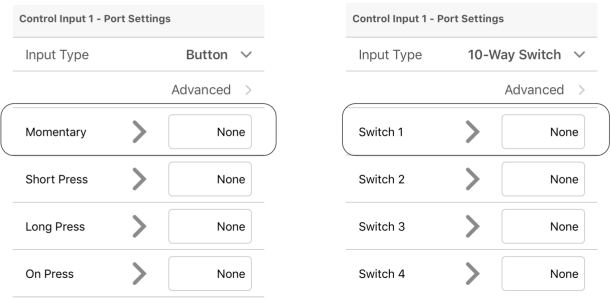 Control Input 1 - Port Settings
Input Type Button
Advanced
Momentary None
Short Press None
Long Press None
On Press None
Control Input 1 - Port Settings
Input Type 10-Way Switch
Advanced
Switch 1 None
Switch 2 None
Switch 3 None
Switch 4 None